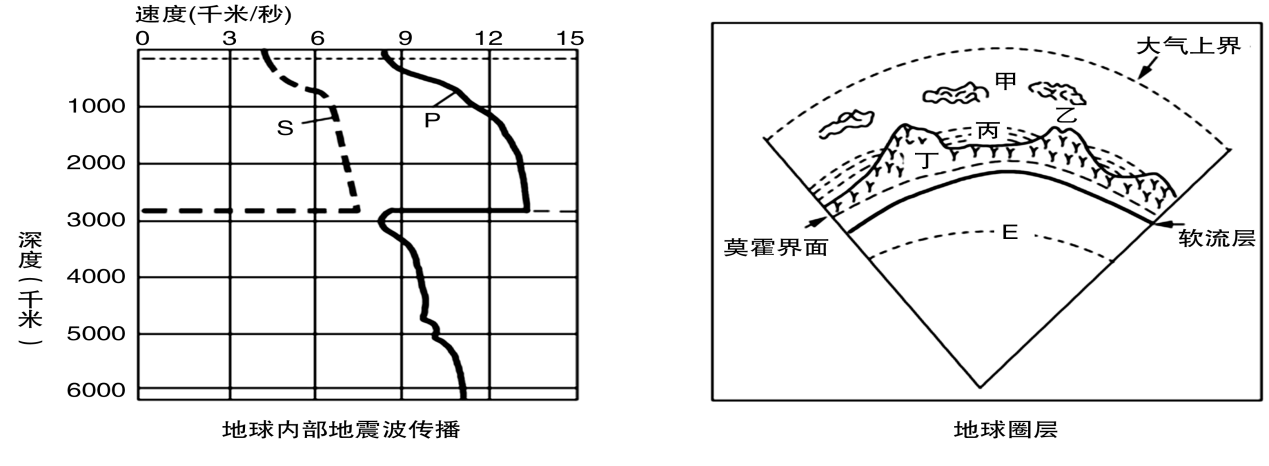 速度(千米/秒)
0 3 6 9 12 15
1000
2000
3000
4000
5000
6000
深度(千米)
S
P
地球内部地震波传播
大气上界
甲
乙
丙
丁
E
莫霍界面
软流层
地球圈层